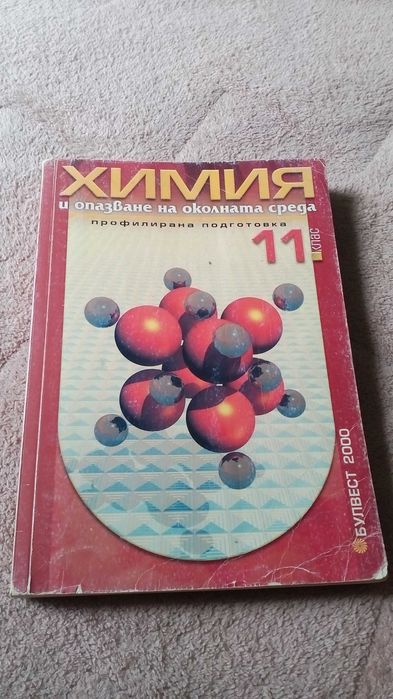 ХИМИЯ
и опазване на околната среда
профилирана подготовка
11 клас
БУЛВЕСТ 2000